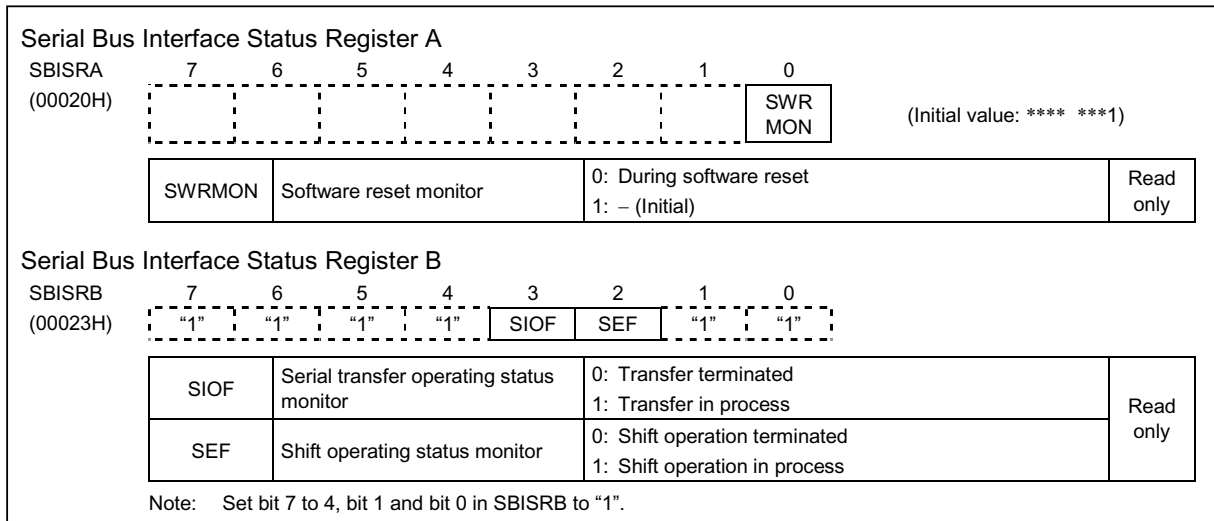 Serial Bus Interface Status Register A
SBISRA 7 6 5 4 3 2 1 0
(00020H) SWR MON (Initial value: **** ***1)
SWRMON Software reset monitor 0: During software reset Read only
1: − (Initial)
Serial Bus Interface Status Register B
SBISRB 7 6 5 4 3 2 1 0
(00023H) “1” “1” “1” “1” SIOF SEF “1” “1”
SIOF Serial transfer operating status monitor 0: Transfer terminated
1: Transfer in process
Read only
SEF Shift operating status monitor 0: Shift operation terminated
1: Shift operation in process
Note: Set bit 7 to 4, bit 1 and bit 0 in SBISRB to “1”.